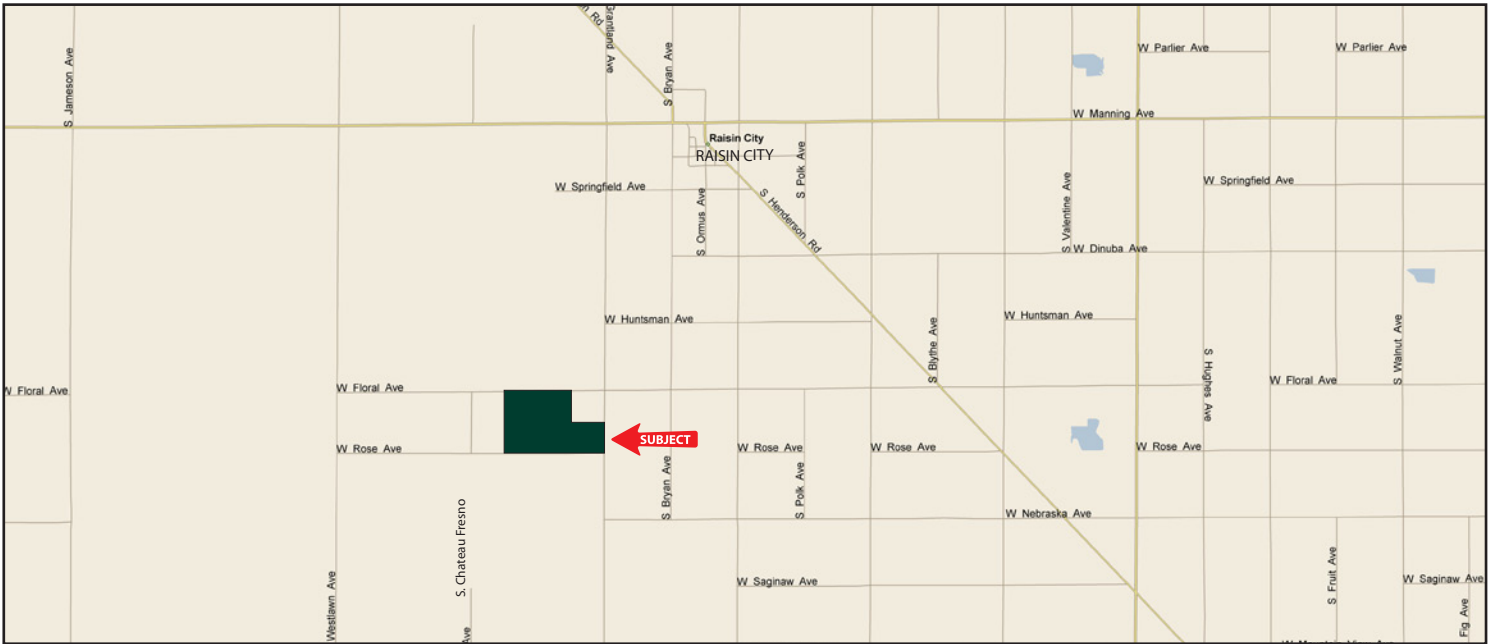 n Rd
Grantland Ave
S Jameson Ave
S Bryan Ave
W Parlier Ave
W Parlier Ave
W Manning Ave
Raisin City
RAISIN CITY
S Polk Ave
W Springfield Ave
S Ormus Ave
S Henderson Rd
S Valentine Ave
W Springfield Ave
W Dinuba Ave
W Huntsman Ave
W Huntsman Ave
S Blythe Ave
S Hughes Ave
S Walnut Ave
W Floral Ave
W Floral Ave
W Floral Ave
SUBJECT
W Rose Ave
W Rose Ave
W Rose Ave
W Rose Ave
S Bryan Ave
S Polk Ave
S. Chateau Fresno
W Nebraska Ave
Westlawn Ave
Ave
W Saginaw Ave
S Fruit Ave
W Saginaw Ave
Fig Ave